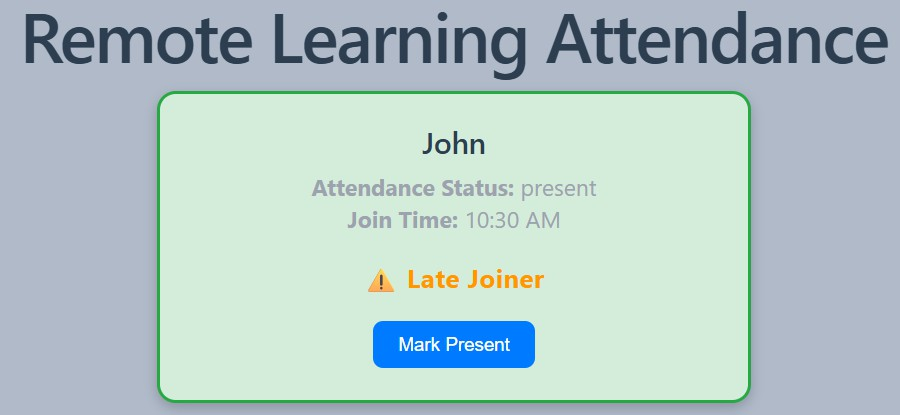 Remote Learning Attendance
John
Attendance Status: present
Join Time: 10:30 AM
⚠️ Late Joiner
Mark Present